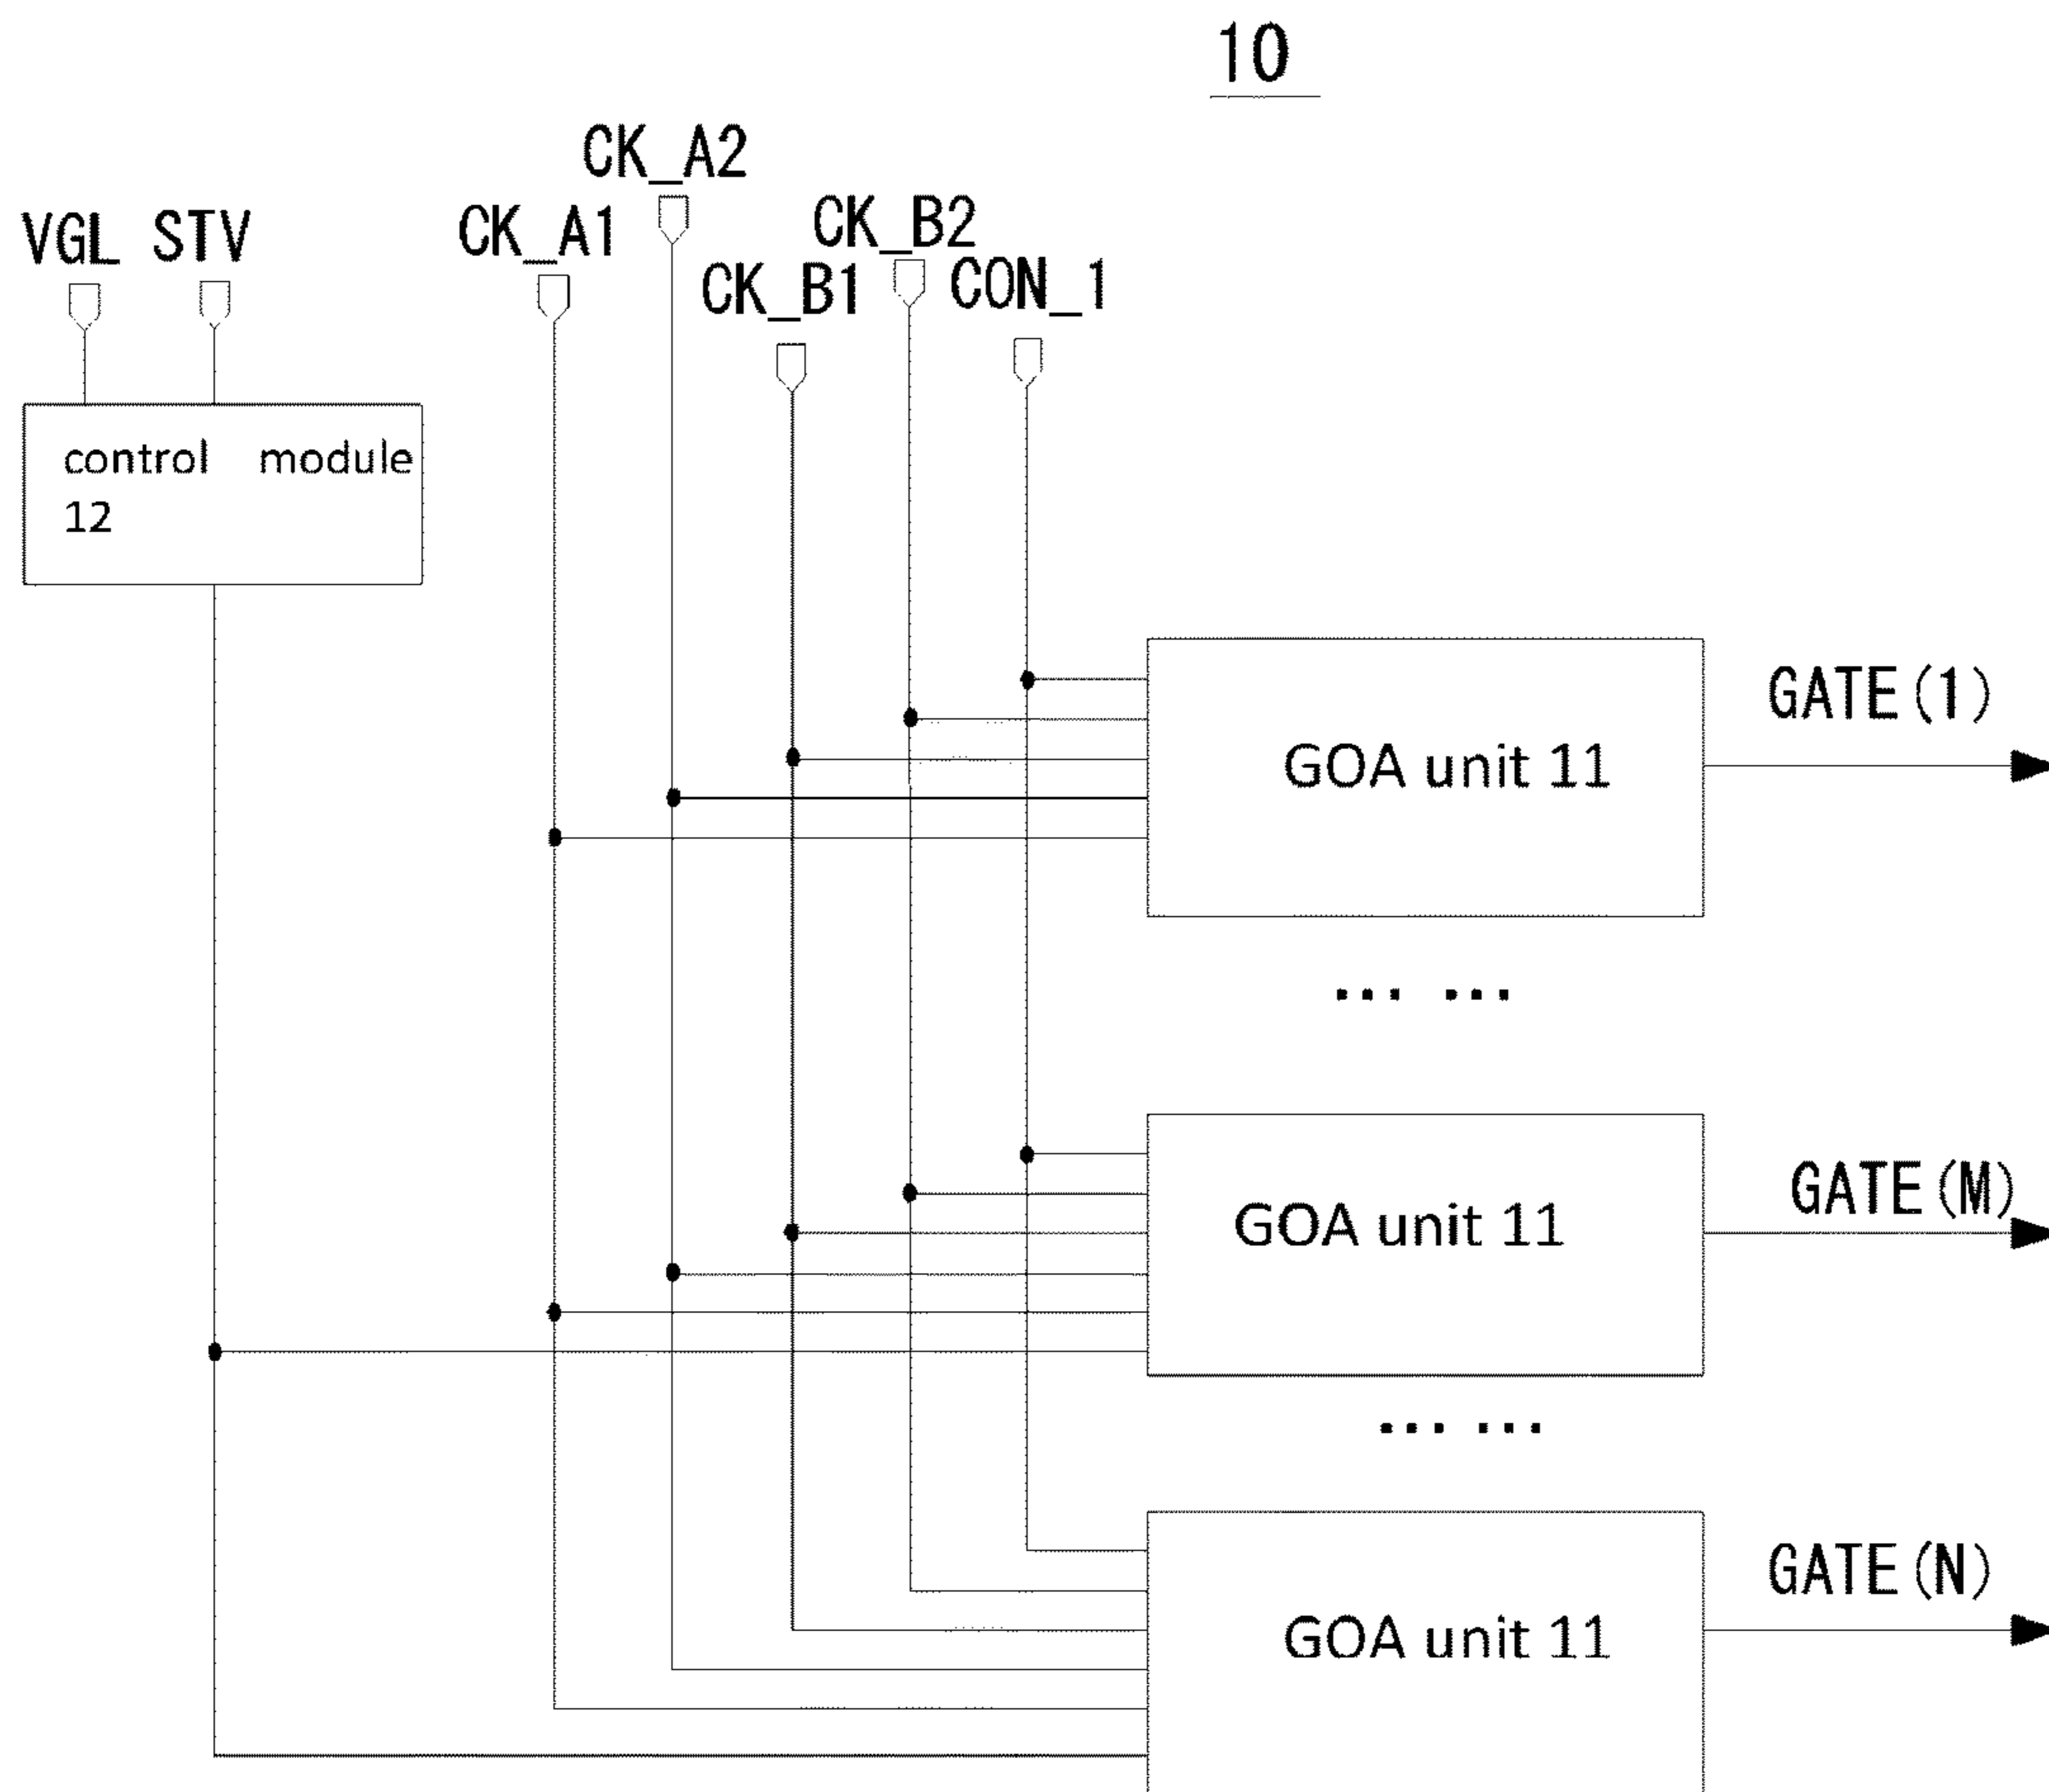 10
CK_A2
VGL STV
CK_A1
CK_B2
CK_B1
CON_1
control module
12
GATE(1)
GOA unit 11
... ...
GATE(M)
GOA unit 11
... ...
GATE(N)
GOA unit 11